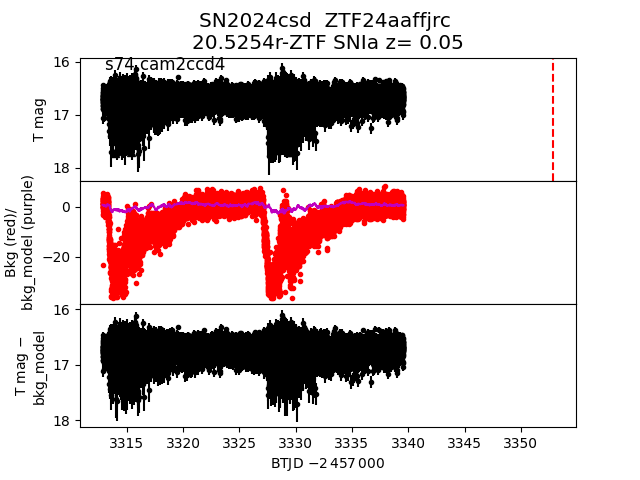 SN2024csd  ZTF24aaffjrc
20.5254r-ZTF SNIa z= 0.05
s74 cam2ccd4
16
17
18
T mag
0
−20
Bkg (red)/
bkg_model (purple)
16
17
18
T mag −
bkg_model
3315 3320 3325 3330 3335 3340 3345 3350
BTJD −2 457 000